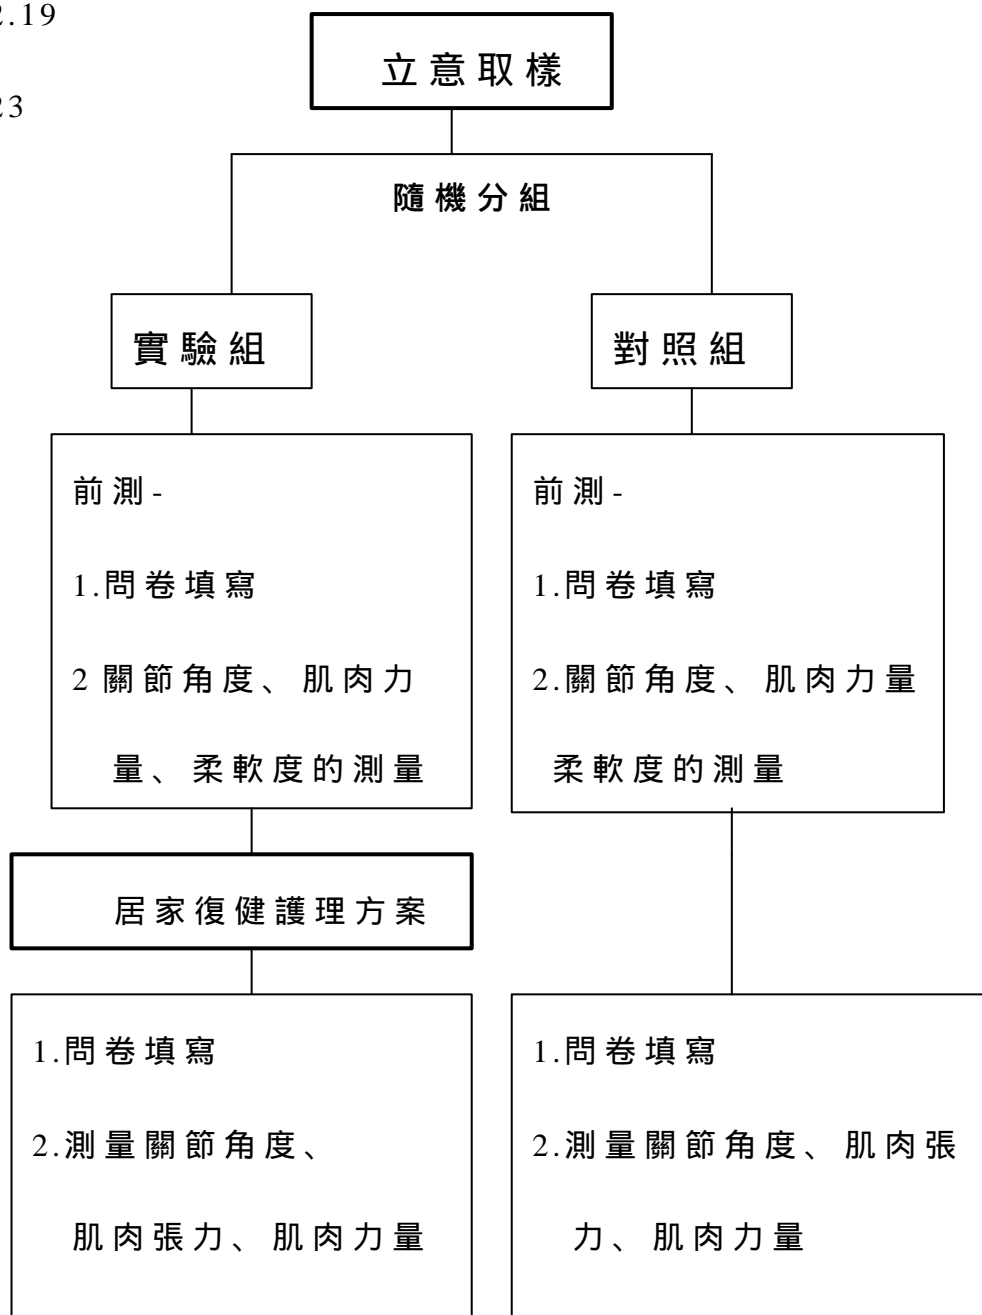 2.19
立意取樣
23
隨機分組
實驗組
對照組
前測-
1.問卷填寫
2 關節角度、肌肉力
量、柔軟度的測量
前測-
1.問卷填寫
2.關節角度、肌肉力量
柔軟度的測量
居家復健護理方案
1.問卷填寫
2.測量關節角度、
肌肉張力、肌肉力量
1.問卷填寫
2.測量關節角度、肌肉張
力、肌肉力量